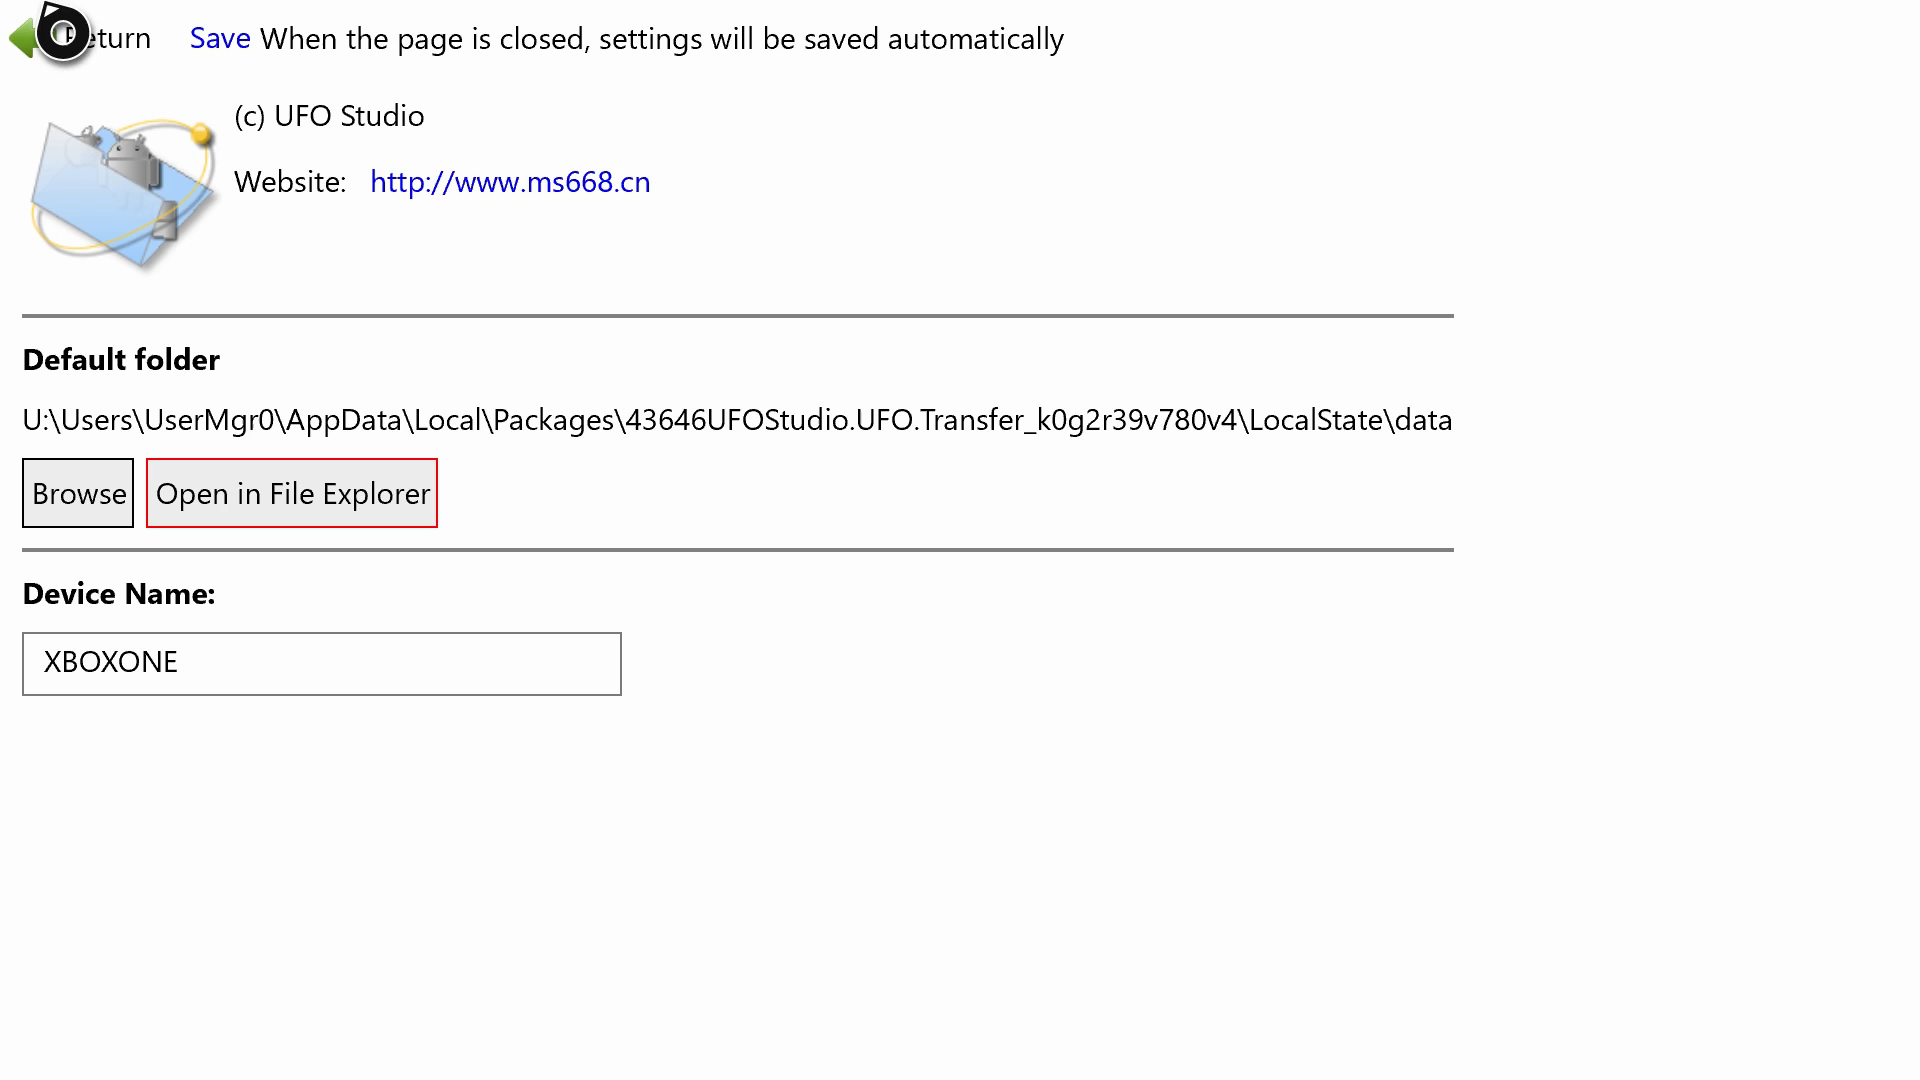 Return Save When the page is closed, settings will be saved automatically
(c) UFO Studio
Website: http://www.ms668.cn
Default folder
U:\Users\UserMgr0\AppData\Local\Packages\43646UFOStudio.UFO.Transfer_k0g2r39v780v4\LocalState\data
Browse Open in File Explorer
Device Name:
XBOXONE